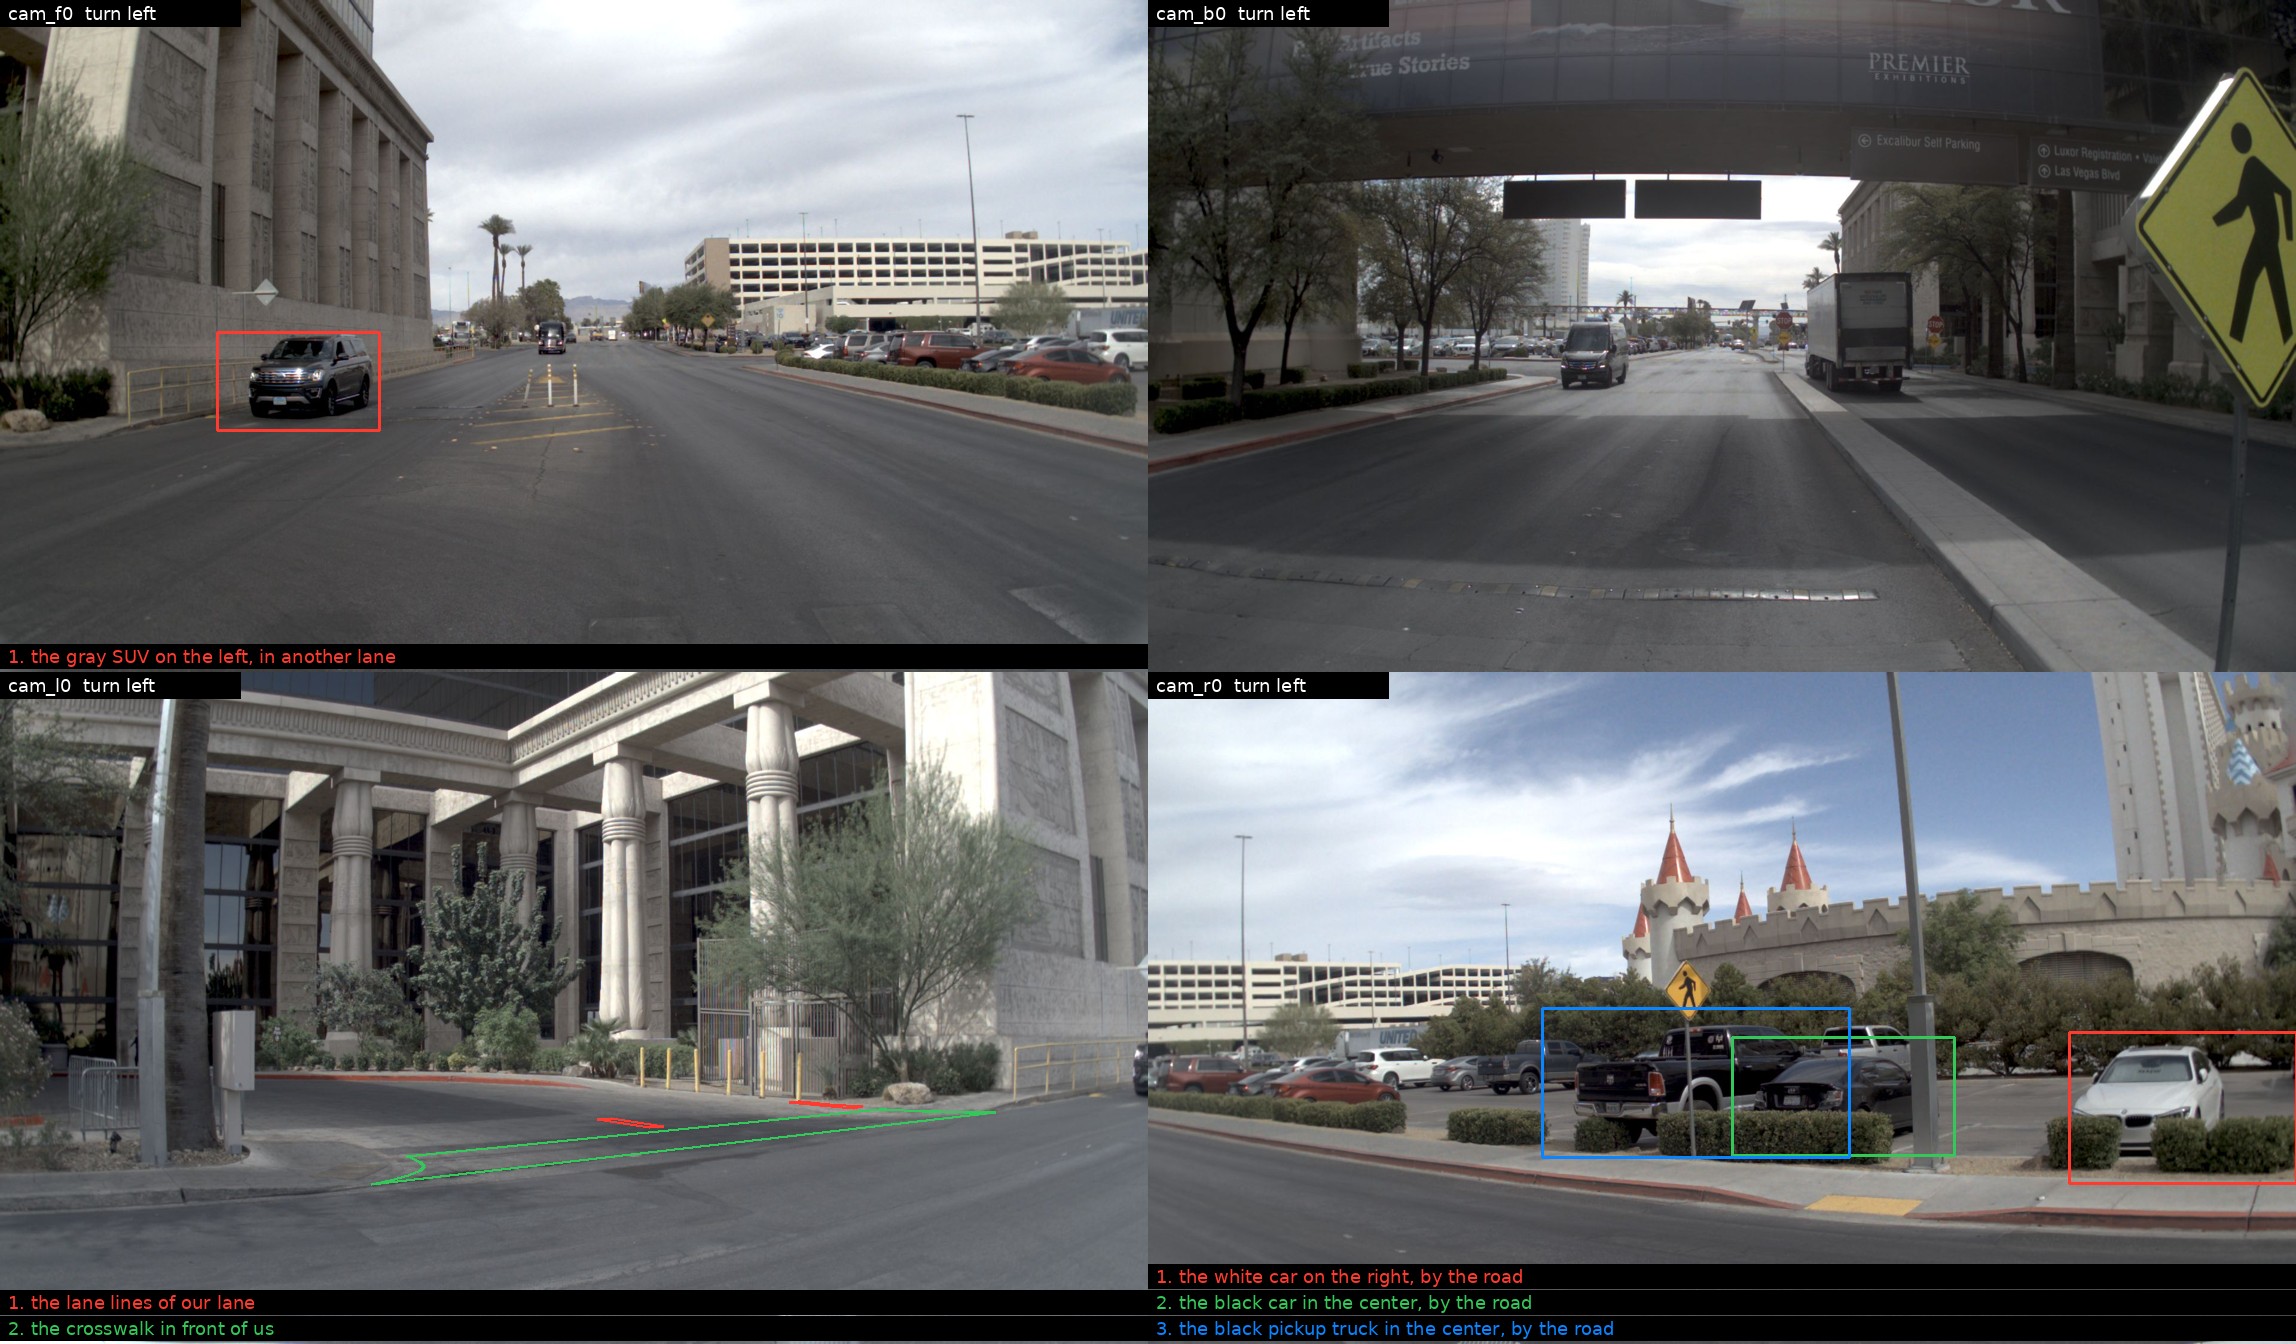 cam_f0 turn left
1. the gray SUV on the left, in another lane
cam_b0 turn left
Artifacts
True Stories
PREMIER
EXHIBITIONS
Excalibur Self Parking
Luxor Registration •
Las Vegas Blvd
STOP
STOP
cam_l0 turn left
1. the lane lines of our lane
2. the crosswalk in front of us
cam_r0 turn left
UNITED
1. the white car on the right, by the road
2. the black car in the center, by the road
3. the black pickup truck in the center, by the road